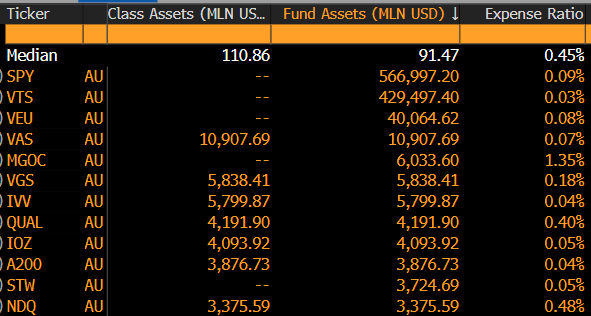 Ticker Class Assets (MLN US... Fund Assets (MLN USD) ↓ Expense Ratio
Median 110.86 91.47 0.45%
SPY AU -- 566,997.20 0.09%
VTS AU -- 429,497.40 0.03%
VEU AU -- 40,064.62 0.08%
VAS AU 10,907.69 10,907.69 0.07%
MGOC AU -- 6,033.60 1.35%
VGS AU 5,838.41 5,838.41 0.18%
IVV AU 5,799.87 5,799.87 0.04%
QUAL AU 4,191.90 4,191.90 0.40%
IOZ AU 4,093.92 4,093.92 0.05%
A200 AU 3,876.73 3,876.73 0.04%
STW AU -- 3,724.69 0.05%
NDQ AU 3,375.59 3,375.59 0.48%